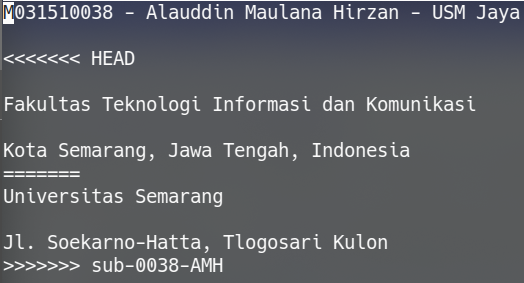 M031510038 - Alauddin Maulana Hirzan - USM Jaya
<<<<<<< HEAD
Fakultas Teknologi Informasi dan Komunikasi
Kota Semarang, Jawa Tengah, Indonesia
=======
Universitas Semarang
Jl. Soekarno-Hatta, Tlogosari Kulon
>>>>>>> sub-0038-AMH